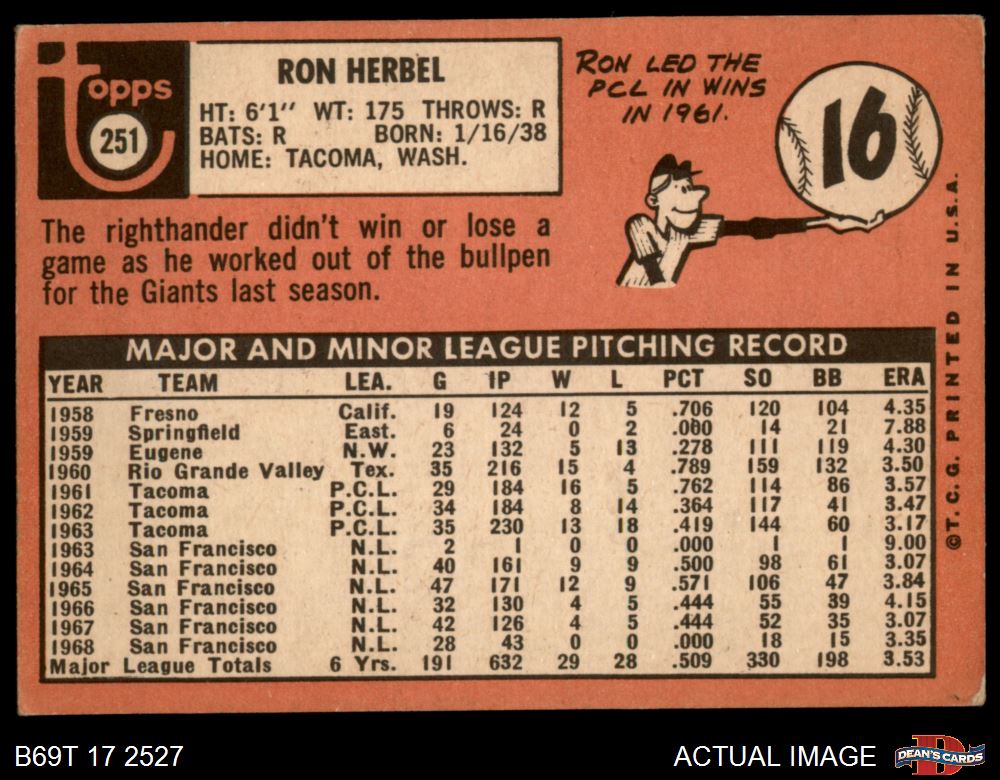 Topps
251
RON HERBEL
HT: 6'1" WT: 175 THROWS: R
BATS: R BORN: 1/16/38
HOME: TACOMA, WASH.
RON LED THE
PCL IN WINS
IN 1961.
16
The righthander didn't win or lose a
game as he worked out of the bullpen
for the Giants last season.
MAJOR AND MINOR LEAGUE PITCHING RECORD
YEAR TEAM LEA. G IP W L PCT SO BB ERA
1958 Fresno Calif. 19 124 12 5 .706 120 104 4.35
1959 Springfield East. 6 24 0 2 .000 14 21 7.88
1959 Eugene N.W. 23 132 5 13 .278 111 119 4.30
1960 Rio Grande Valley Tex. 35 216 15 4 .789 159 132 3.50
1961 Tacoma P.C.L. 29 184 16 5 .762 114 86 3.57
1962 Tacoma P.C.L. 34 184 8 14 .364 117 41 3.47
1963 Tacoma P.C.L. 35 230 13 18 .419 144 60 3.17
1963 San Francisco N.L. 2 1 0 0 .000 1 1 9.00
1964 San Francisco N.L. 40 161 9 9 .500 98 61 3.07
1965 San Francisco N.L. 47 171 12 9 .571 106 47 3.84
1966 San Francisco N.L. 32 130 4 5 .444 55 39 4.15
1967 San Francisco N.L. 42 126 4 5 .444 52 35 3.07
1968 San Francisco N.L. 28 43 0 0 .000 18 15 3.35
Major League Totals 6 Yrs. 191 632 29 28 .509 330 198 3.53
©T.C.G. PRINTED IN U.S.A.
B69T 17 2527
ACTUAL IMAGE
DEAN'S CARDS